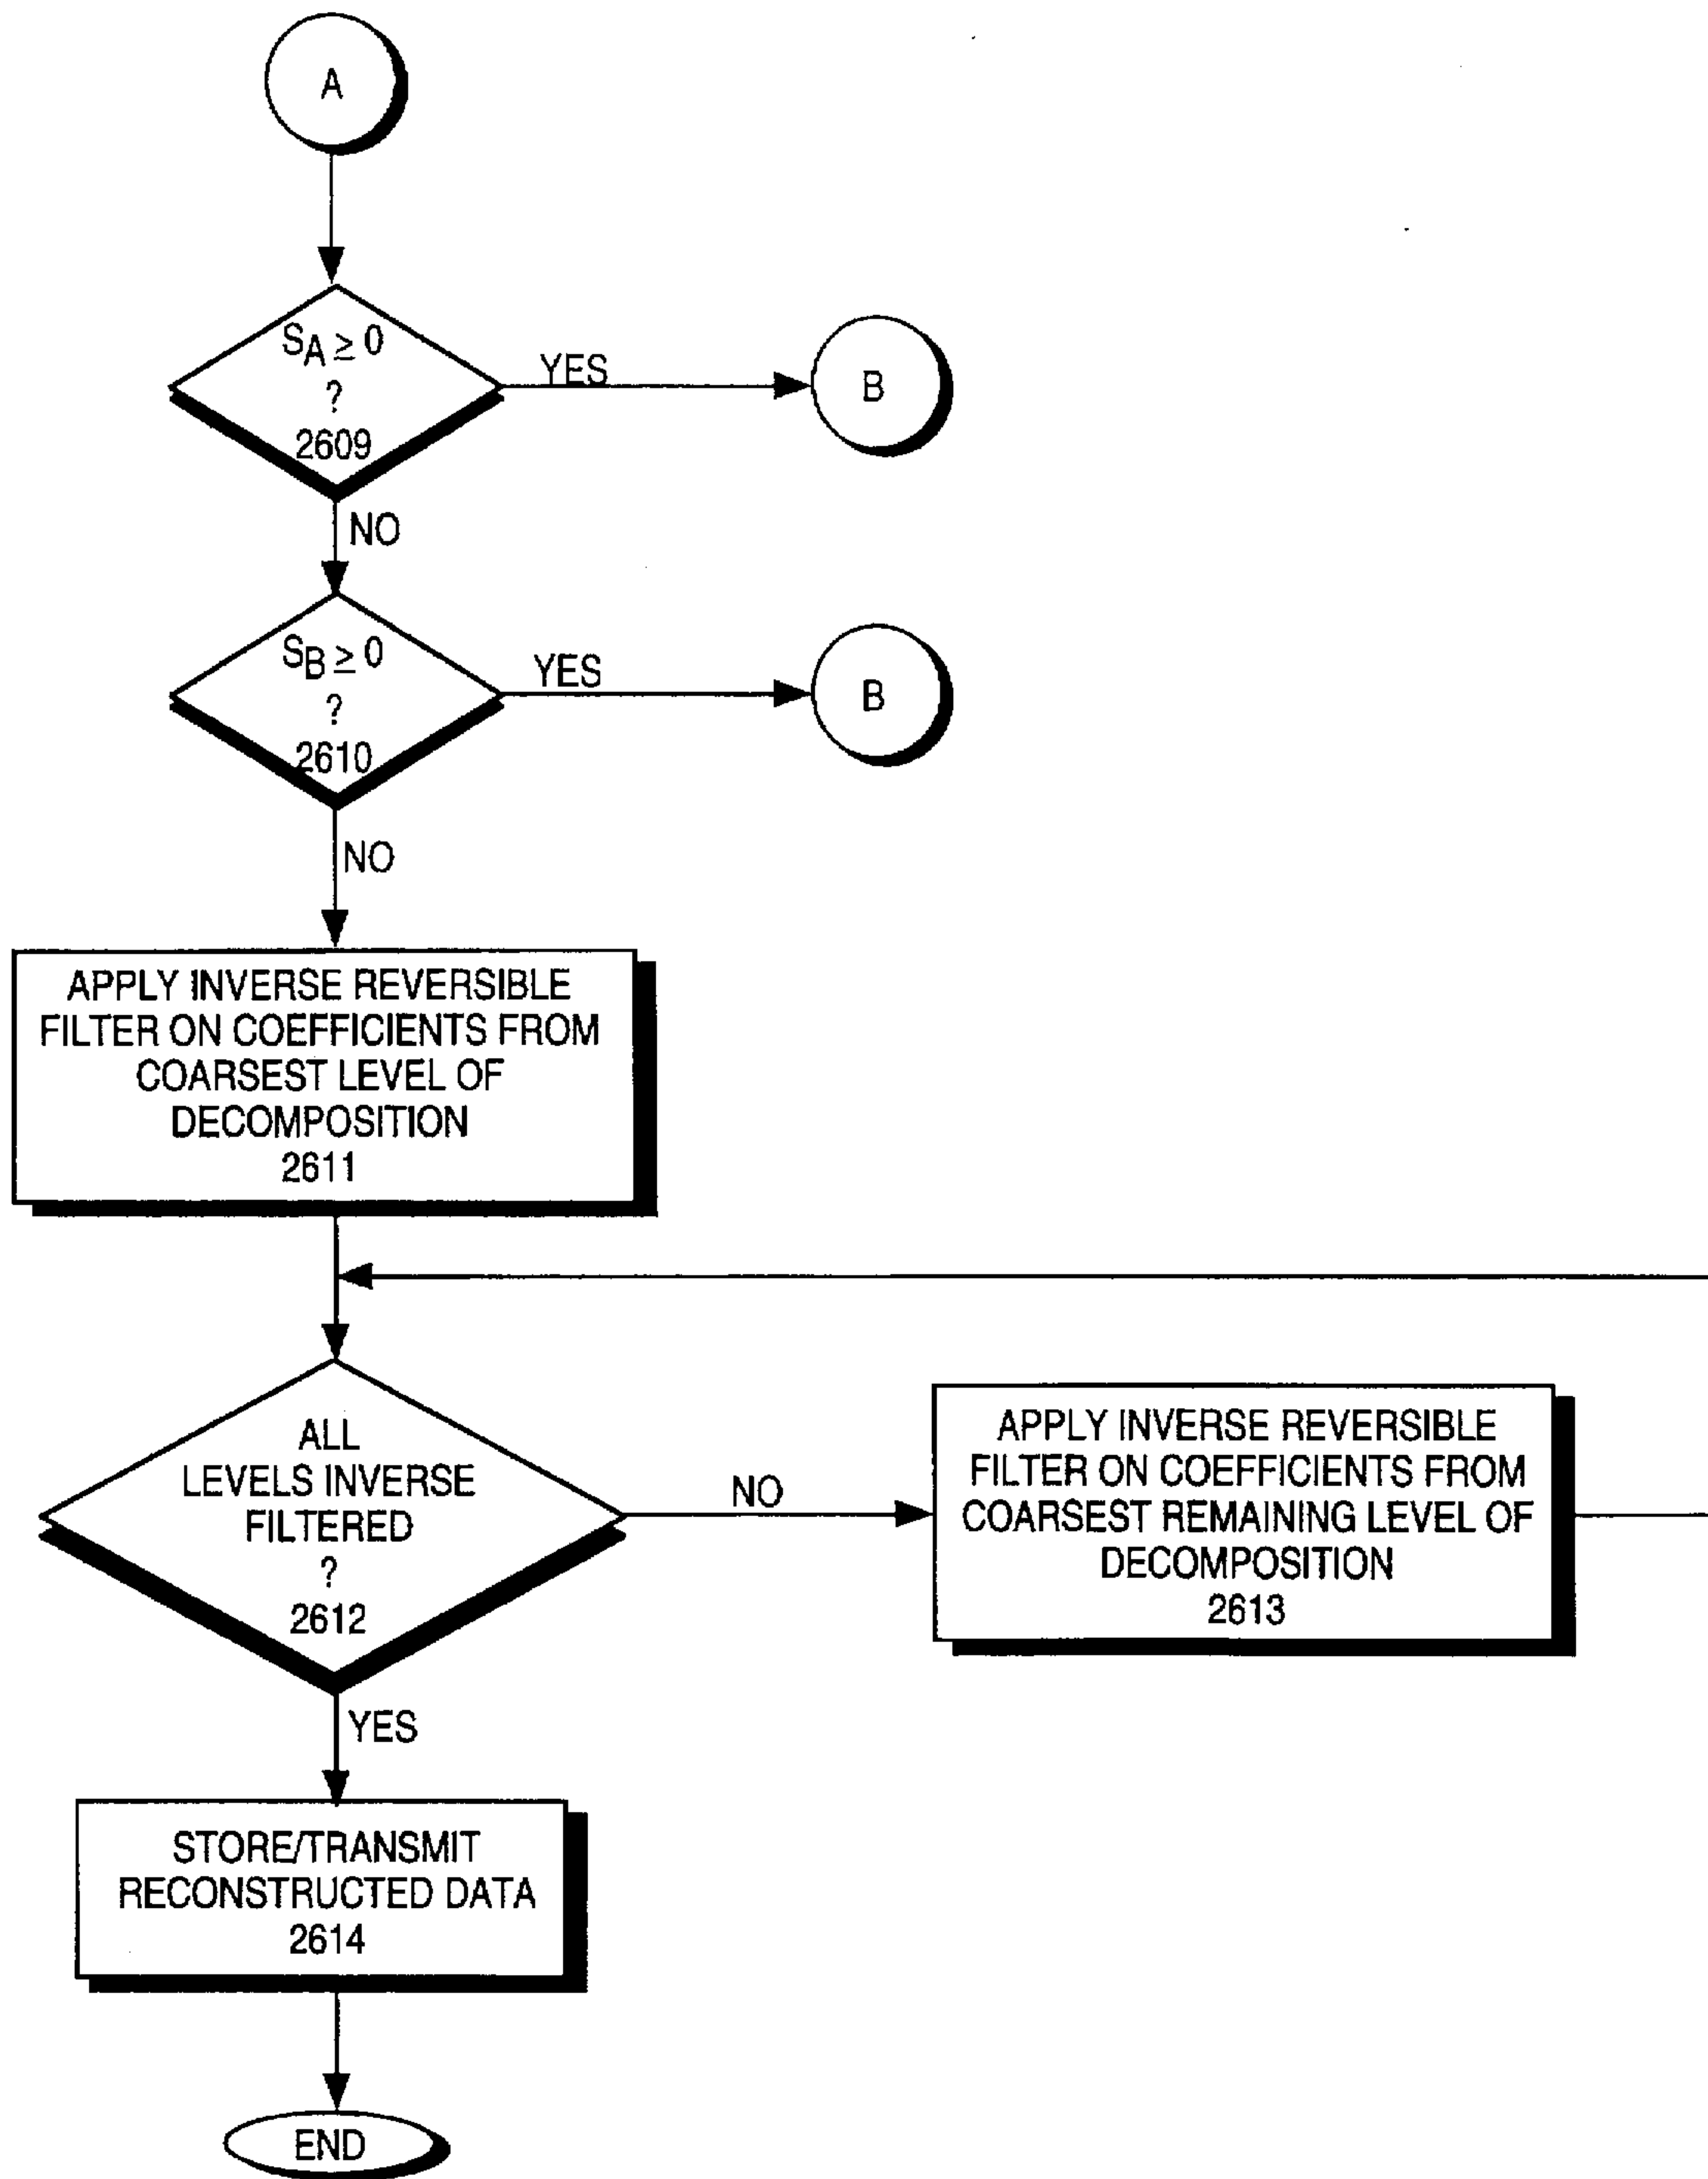 A
S_A ≥ 0
?
2609
YES
B
NO
S_B ≥ 0
?
2610
YES
B
NO
APPLY INVERSE REVERSIBLE
FILTER ON COEFFICIENTS FROM
COARSEST LEVEL OF
DECOMPOSITION
2611
ALL
LEVELS INVERSE
FILTERED
?
2612
NO
APPLY INVERSE REVERSIBLE
FILTER ON COEFFICIENTS FROM
COARSEST REMAINING LEVEL OF
DECOMPOSITION
2613
YES
STORE/TRANSMIT
RECONSTRUCTED DATA
2614
END